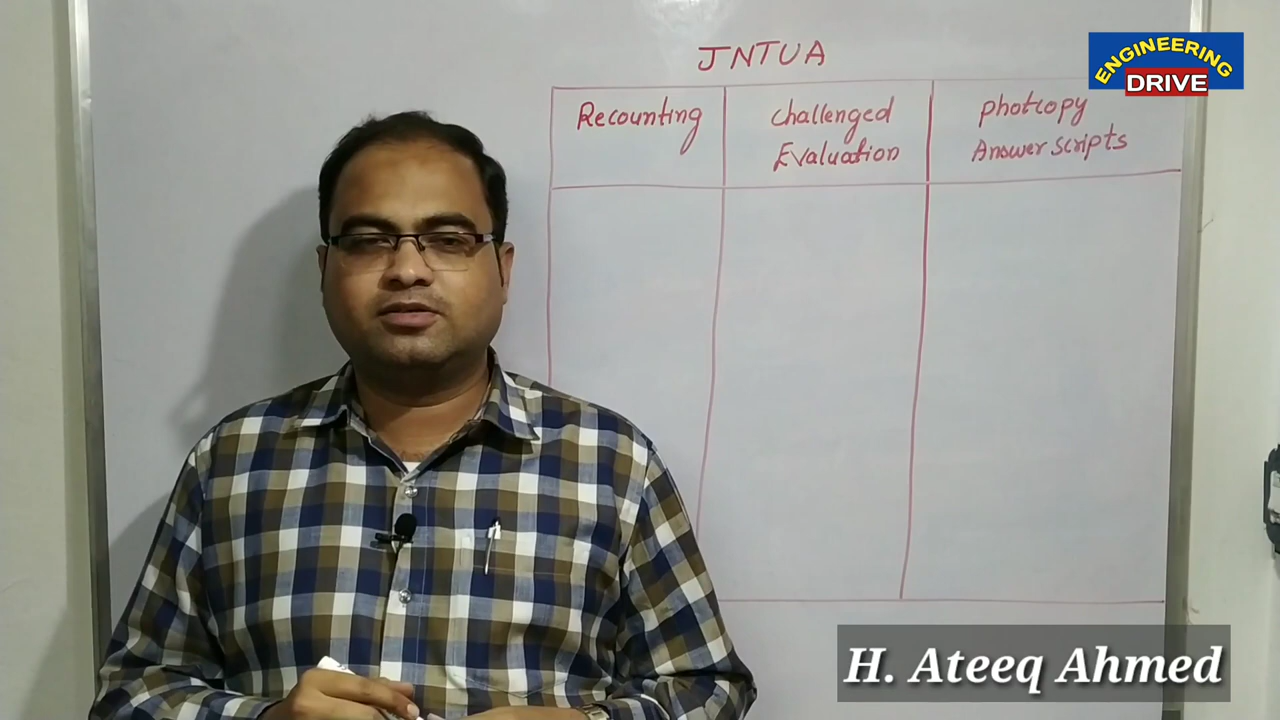 JNTUA
ENGINEERING
DRIVE
Recounting
challenged
Evaluation
photcopy
Answer scripts
H. Ateeq Ahmed